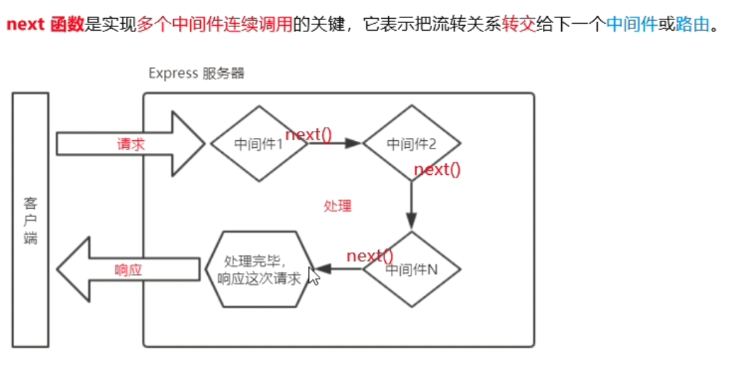 next 函数是实现多个中间件连续调用的关键，它表示把流转关系转交给下一个中间件或路由。
Express 服务器
客户端
请求
中间件1
next()
中间件2
next()
处理
next()
中间件N
处理完毕，
响应这次请求
响应